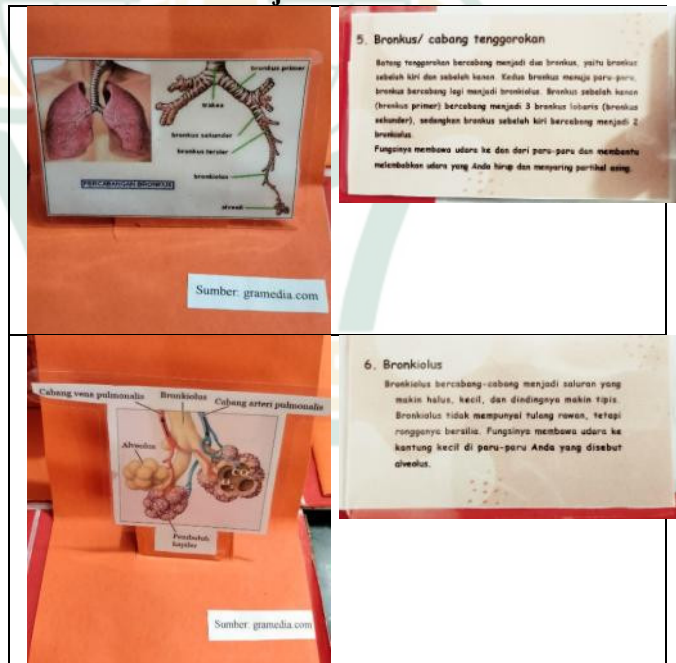 bronkus primer
trakea
bronkus sekunder
bronkus tersier
bronkiolus
alveoli
PERCABANGAN BRONKUS
Sumber: gramedia.com
5. Bronkus/ cabang tenggorokan
Batang tenggorokan bercabang menjadi dua bronkus, yaitu bronkus
sebelah kiri dan sebelah kanan. Kedua bronkus menuju paru-paru,
bronkus bercabang lagi menjadi bronkiolus. Bronkus sebelah kanan
(bronkus primer) bercabang menjadi 3 bronkus lobaris (bronkus
sekunder), sedangkan bronkus sebelah kiri bercabang menjadi 2
bronkiolus.
Fungsinya membawa udara ke dan dari paru-paru dan membantu
melembabkan udara yang Anda hirup dan menyaring partikel asing.
Cabang vena pulmonalis
Bronkiolus
Cabang arteri pulmonalis
Alveolus
Pembuluh
kapiler
Sumber: gramedia.com
6. Bronkiolus
Bronkiolus bercabang-cabang menjadi saluran yang
makin halus, kecil, dan dindingnya makin tipis.
Bronkiolus tidak mempunyai tulang rawan, tetapi
rongganya bersilia. Fungsinya membawa udara ke
kantung kecil di paru-paru Anda yang disebut
alveolus.